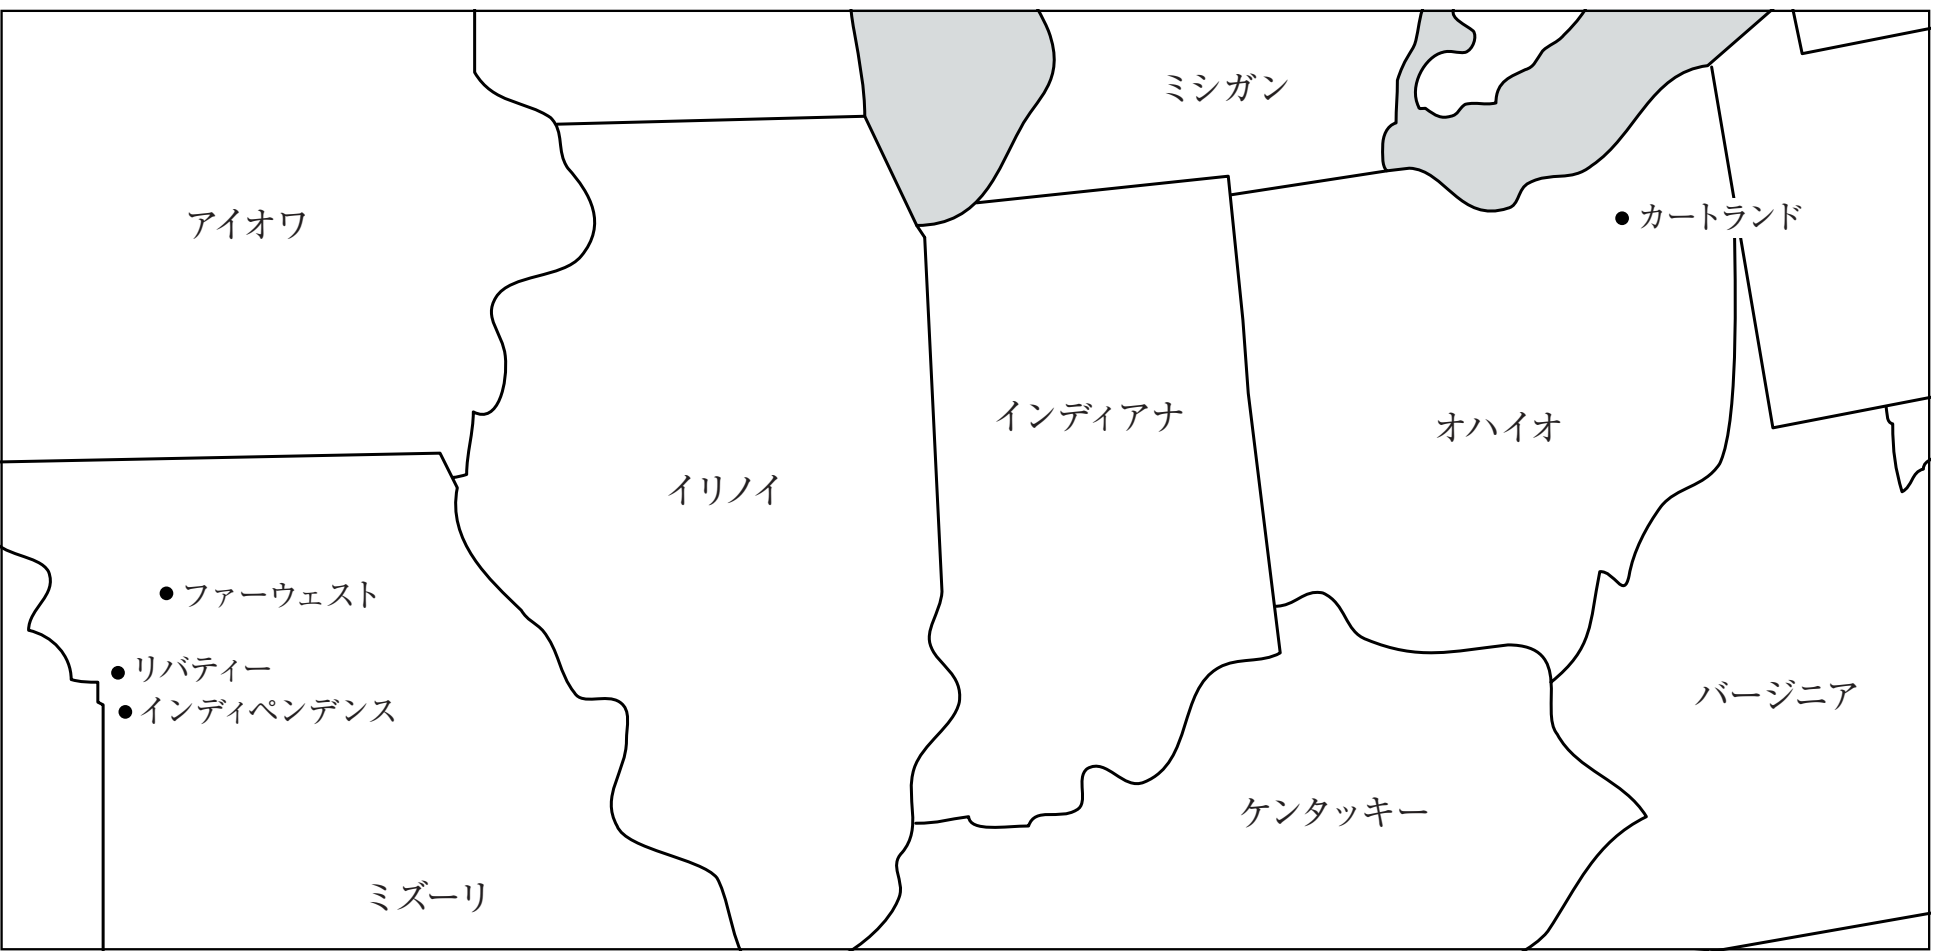 ミシガン
アイオワ
カートランド
インディアナ
オハイオ
イリノイ
ファーウェスト
リバティー
インディペンデンス
バージニア
ケンタッキー
ミズーリ